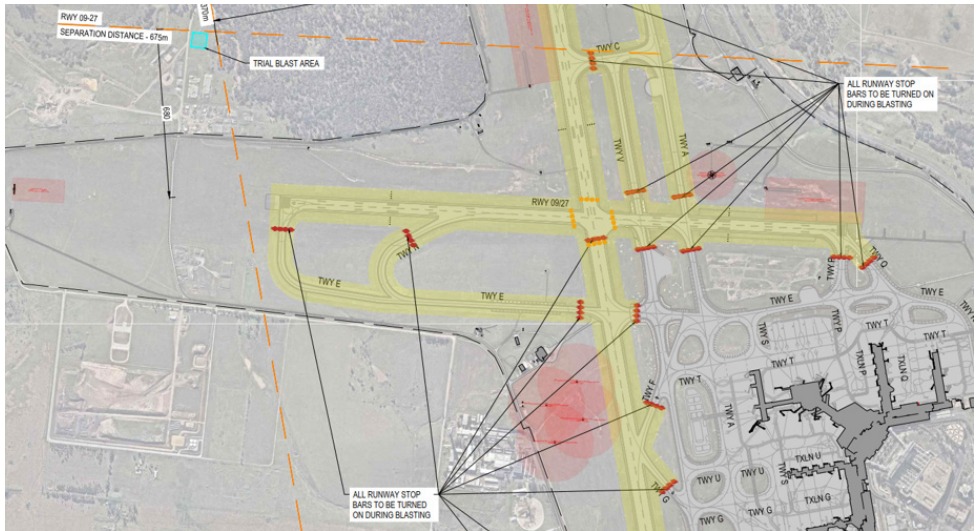 RWY 09-27
SEPARATION DISTANCE - 675m
370m
TRIAL BLAST AREA
TWY C
ALL RUNWAY STOP
BARS TO BE TURNED ON
DURING BLASTING
680
TWY V
TWY A
RWY 09/27
TWY E
TWY E
TWY P
TWY Q
TWY E
TWY E
TWY S
TWY P
TWY T
TWY T
TWY T
TXLN P
TXLN Q
TWY F
TWY A
TXLN U
TWY U
TWY U
TWY S
TXLN G
TWY G
TWY G
TWY G
ALL RUNWAY STOP
BARS TO BE TURNED
ON DURING BLASTING